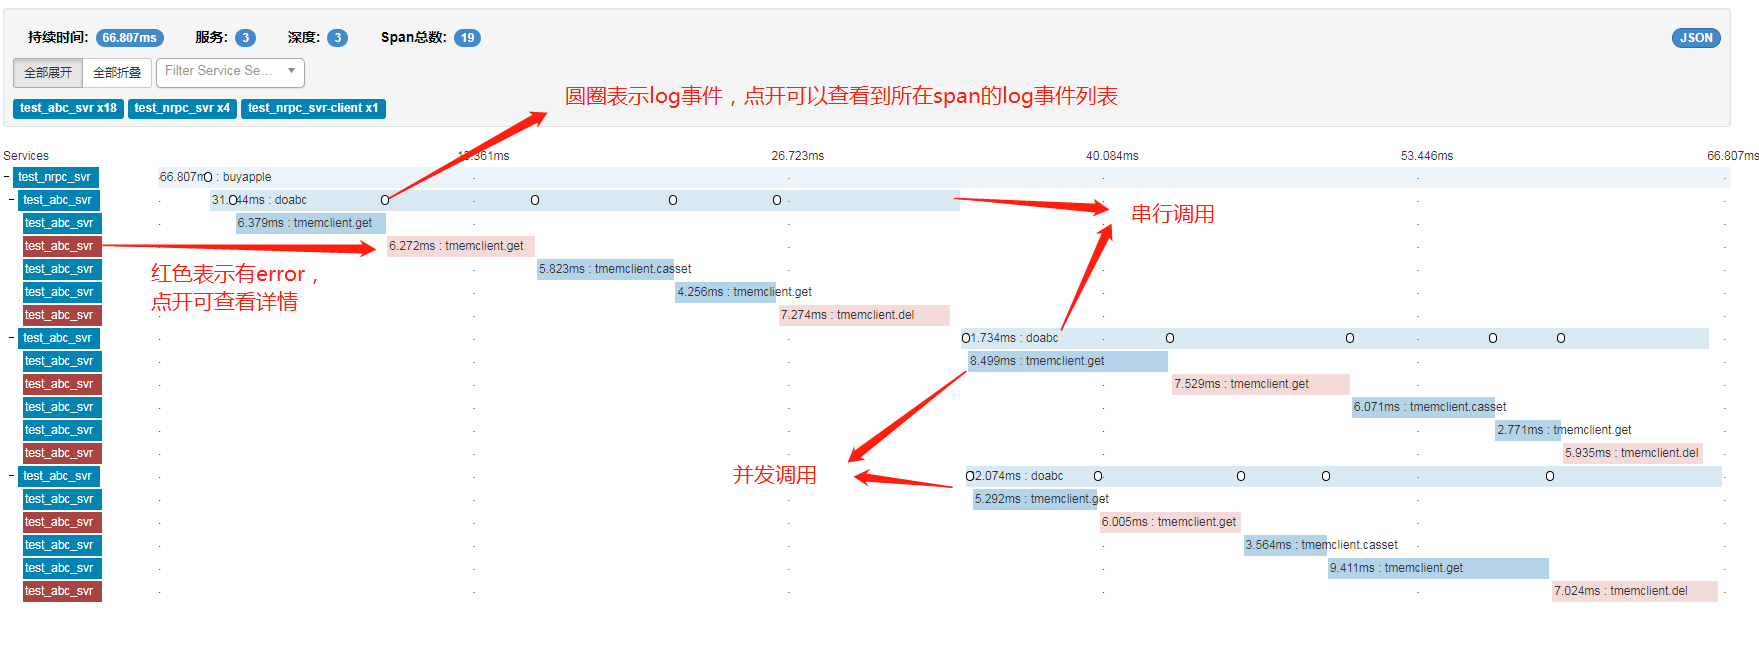 持续时间: 66.807ms 服务: 3 深度: 3 Span总数: 19 JSON
全部展开 全部折叠 Filter Service Se...
test_abc_svr x18 test_nrpc_svr x4 test_nrpc_svr-client x1
圆圈表示log事件，点开可以查看到所在span的log事件列表
Services 13.361ms 26.723ms 40.084ms 53.446ms 66.807ms
test_nrpc_svr 66.807ms : buyapple
test_abc_svr : doabc
串行调用
test_abc_svr 6.379ms : tmemclient.get
test_abc_svr 6.272ms : tmemclient.get
红色表示有error，
点开可查看详情
test_abc_svr 5.823ms : tmemclient.casset
test_abc_svr 4.256ms : tmemclient.get
test_abc_svr 7.274ms : tmemclient.del
test_abc_svr 1.734ms : doabc
test_abc_svr 8.499ms : tmemclient.get
test_abc_svr 7.529ms : tmemclient.get
test_abc_svr 6.071ms : tmemclient.casset
test_abc_svr 2.771ms : tmemclient.get
test_abc_svr 5.935ms : tmemclient.del
并发调用
test_abc_svr 2.074ms : doabc
test_abc_svr 5.292ms : tmemclient.get
test_abc_svr 6.005ms : tmemclient.get
test_abc_svr 3.564ms : tmemclient.casset
test_abc_svr 9.411ms : tmemclient.get
test_abc_svr 7.024ms : tmemclient.del